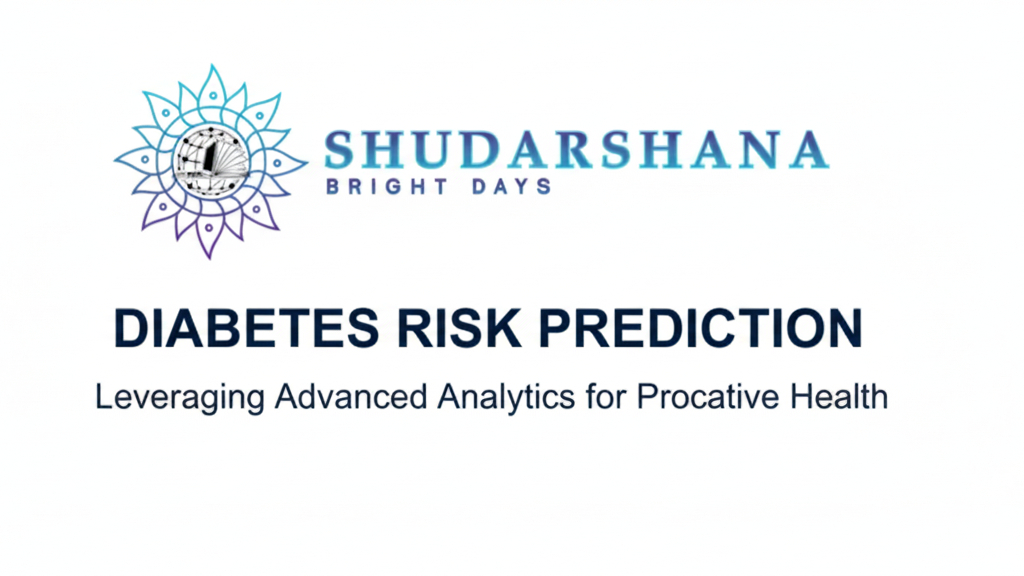 SHUDARSHANA
BRIGHT DAYS
DIABETES RISK PREDICTION
Leveraging Advanced Analytics for Procative Health